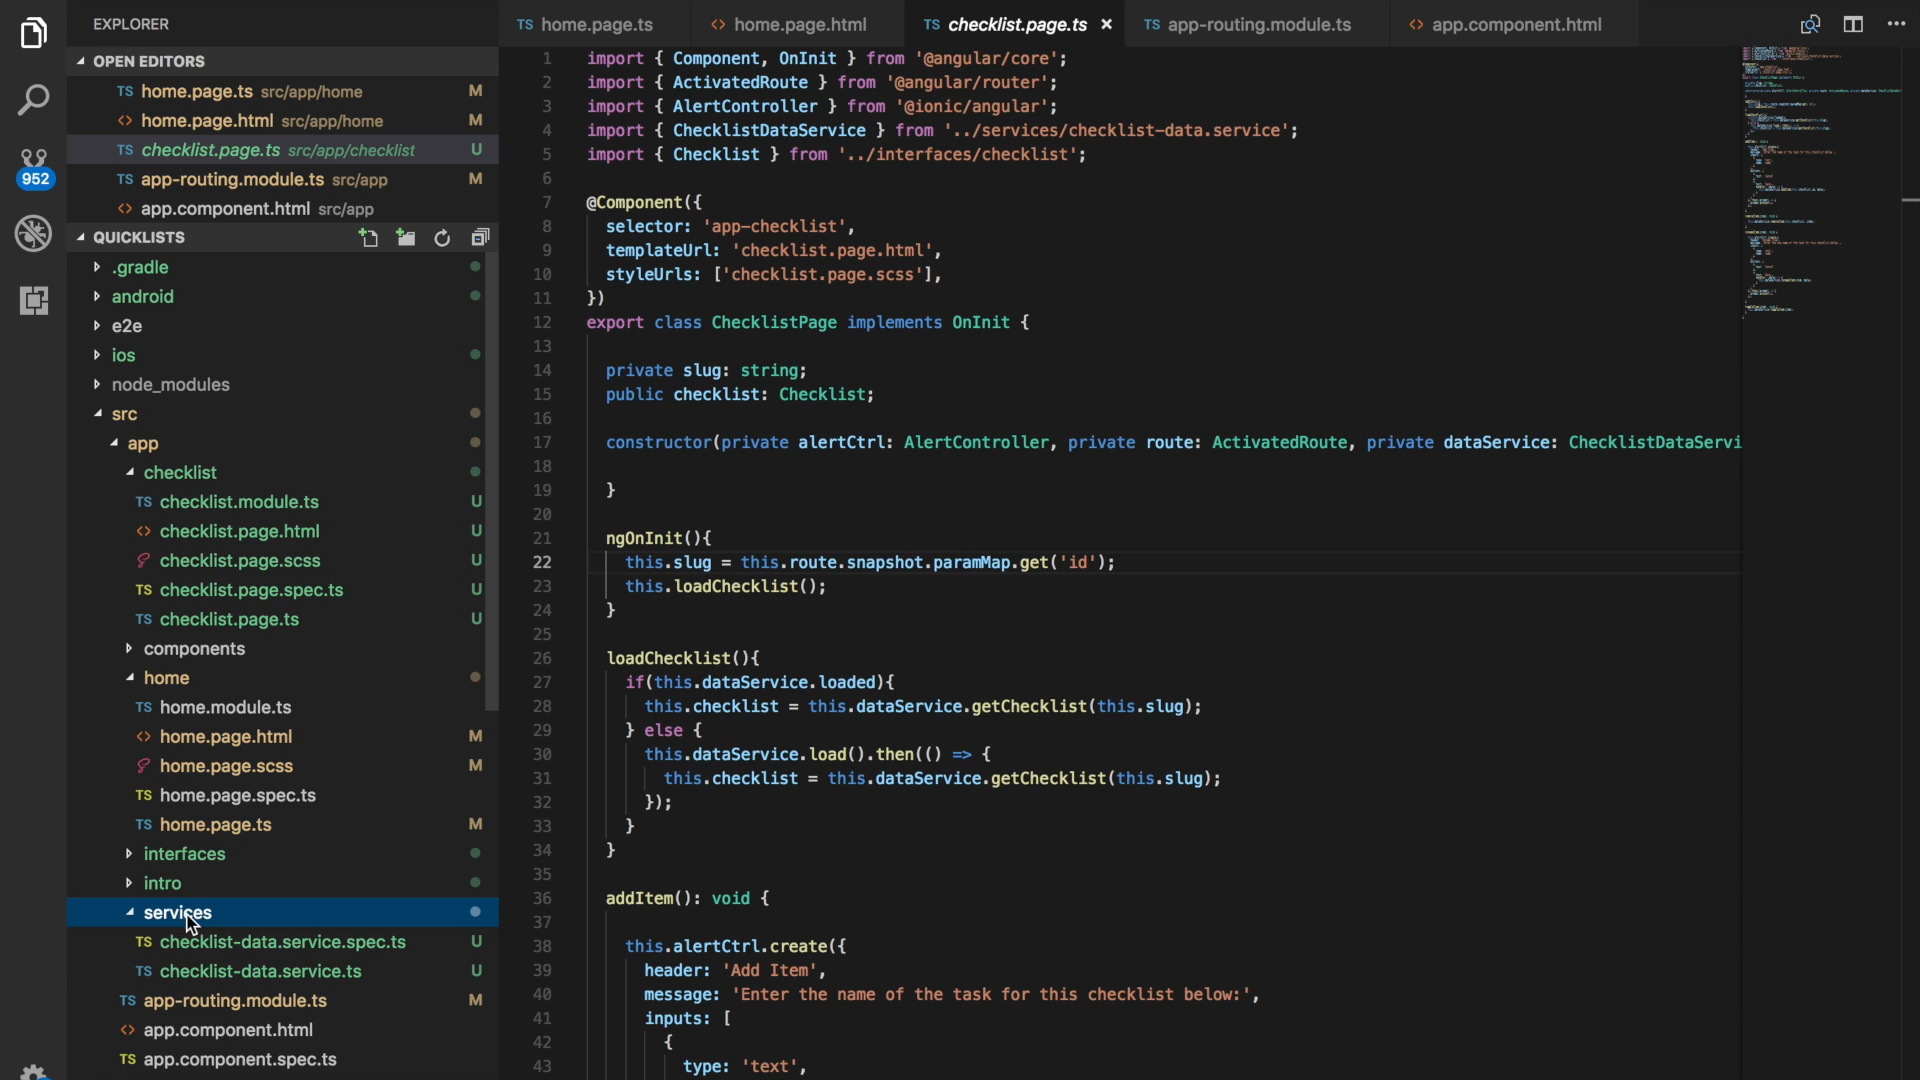 EXPLORER
OPEN EDITORS
TS home.page.ts src/app/home M
<> home.page.html src/app/home M
TS checklist.page.ts src/app/checklist U
TS app-routing.module.ts src/app M
<> app.component.html src/app
952
QUICKLISTS
.gradle
android
e2e
ios
node_modules
src
app
checklist
TS checklist.module.ts U
<> checklist.page.html U
checklist.page.scss U
TS checklist.page.spec.ts U
TS checklist.page.ts U
components
home
TS home.module.ts
<> home.page.html M
home.page.scss M
TS home.page.spec.ts
TS home.page.ts M
interfaces
intro
services
TS checklist-data.service.spec.ts U
TS checklist-data.service.ts U
TS app-routing.module.ts M
<> app.component.html
TS app.component.spec.ts
TS home.page.ts <> home.page.html TS checklist.page.ts × TS app-routing.module.ts <> app.component.html
1 import { Component, OnInit } from '@angular/core';
2 import { ActivatedRoute } from '@angular/router';
3 import { AlertController } from '@ionic/angular';
4 import { ChecklistDataService } from '../services/checklist-data.service';
5 import { Checklist } from '../interfaces/checklist';
6
7 @Component({
8 selector: 'app-checklist',
9 templateUrl: 'checklist.page.html',
10 styleUrls: ['checklist.page.scss'],
11 })
12 export class ChecklistPage implements OnInit {
13
14 private slug: string;
15 public checklist: Checklist;
16
17 constructor(private alertCtrl: AlertController, private route: ActivatedRoute, private dataService: ChecklistDataServi
18
19 }
20
21 ngOnInit(){
22 this.slug = this.route.snapshot.paramMap.get('id');
23 this.loadChecklist();
24 }
25
26 loadChecklist(){
27 if(this.dataService.loaded){
28 this.checklist = this.dataService.getChecklist(this.slug);
29 } else {
30 this.dataService.load().then(() => {
31 this.checklist = this.dataService.getChecklist(this.slug);
32 });
33 }
34 }
35
36 addItem(): void {
37
38 this.alertCtrl.create({
39 header: 'Add Item',
40 message: 'Enter the name of the task for this checklist below:',
41 inputs: [
42 {
43 type: 'text',